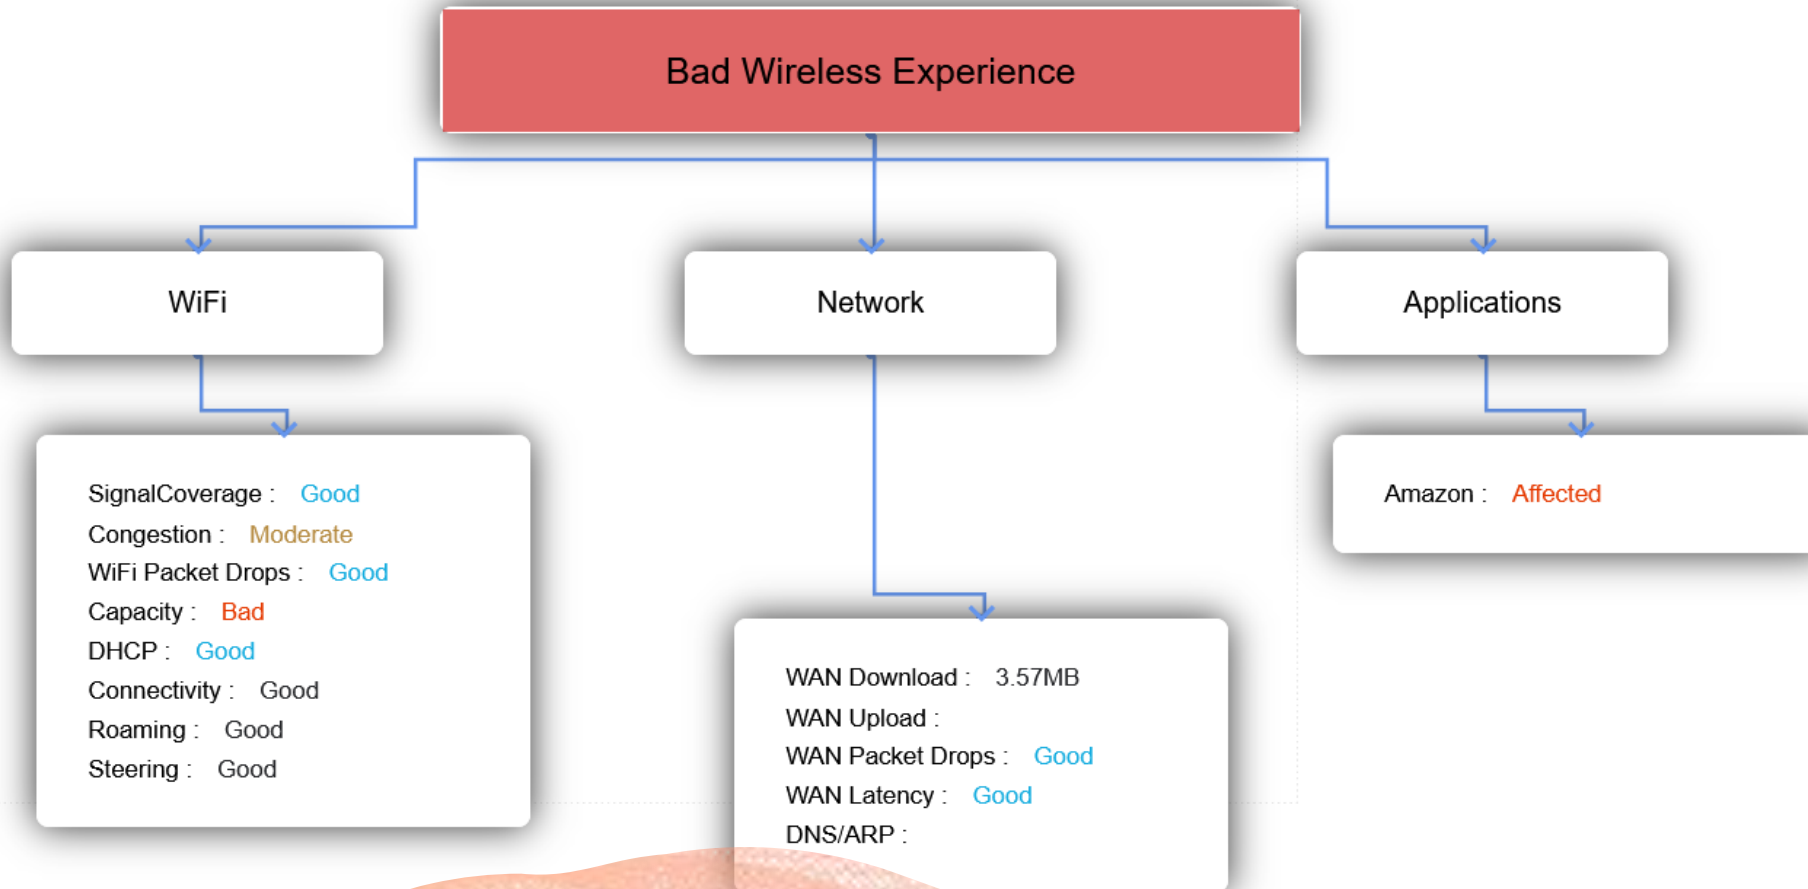 Bad Wireless Experience
WiFi
Network
Applications
SignalCoverage : Good
Congestion : Moderate
WiFi Packet Drops : Good
Capacity : Bad
DHCP : Good
Connectivity : Good
Roaming : Good
Steering : Good
WAN Download : 3.57MB
WAN Upload :
WAN Packet Drops : Good
WAN Latency : Good
DNS/ARP :
Amazon : Affected